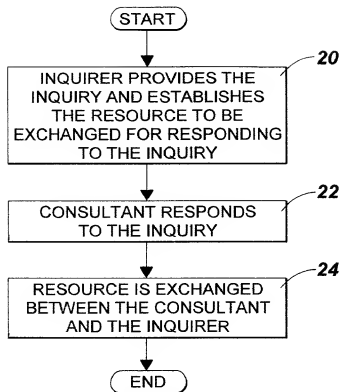 START
20
INQUIRER PROVIDES THE
INQUIRY AND ESTABLISHES
THE RESOURCE TO BE
EXCHANGED FOR RESPONDING
TO THE INQUIRY
22
CONSULTANT RESPONDS
TO THE INQUIRY
24
RESOURCE IS EXCHANGED
BETWEEN THE CONSULTANT
AND THE INQUIRER
END